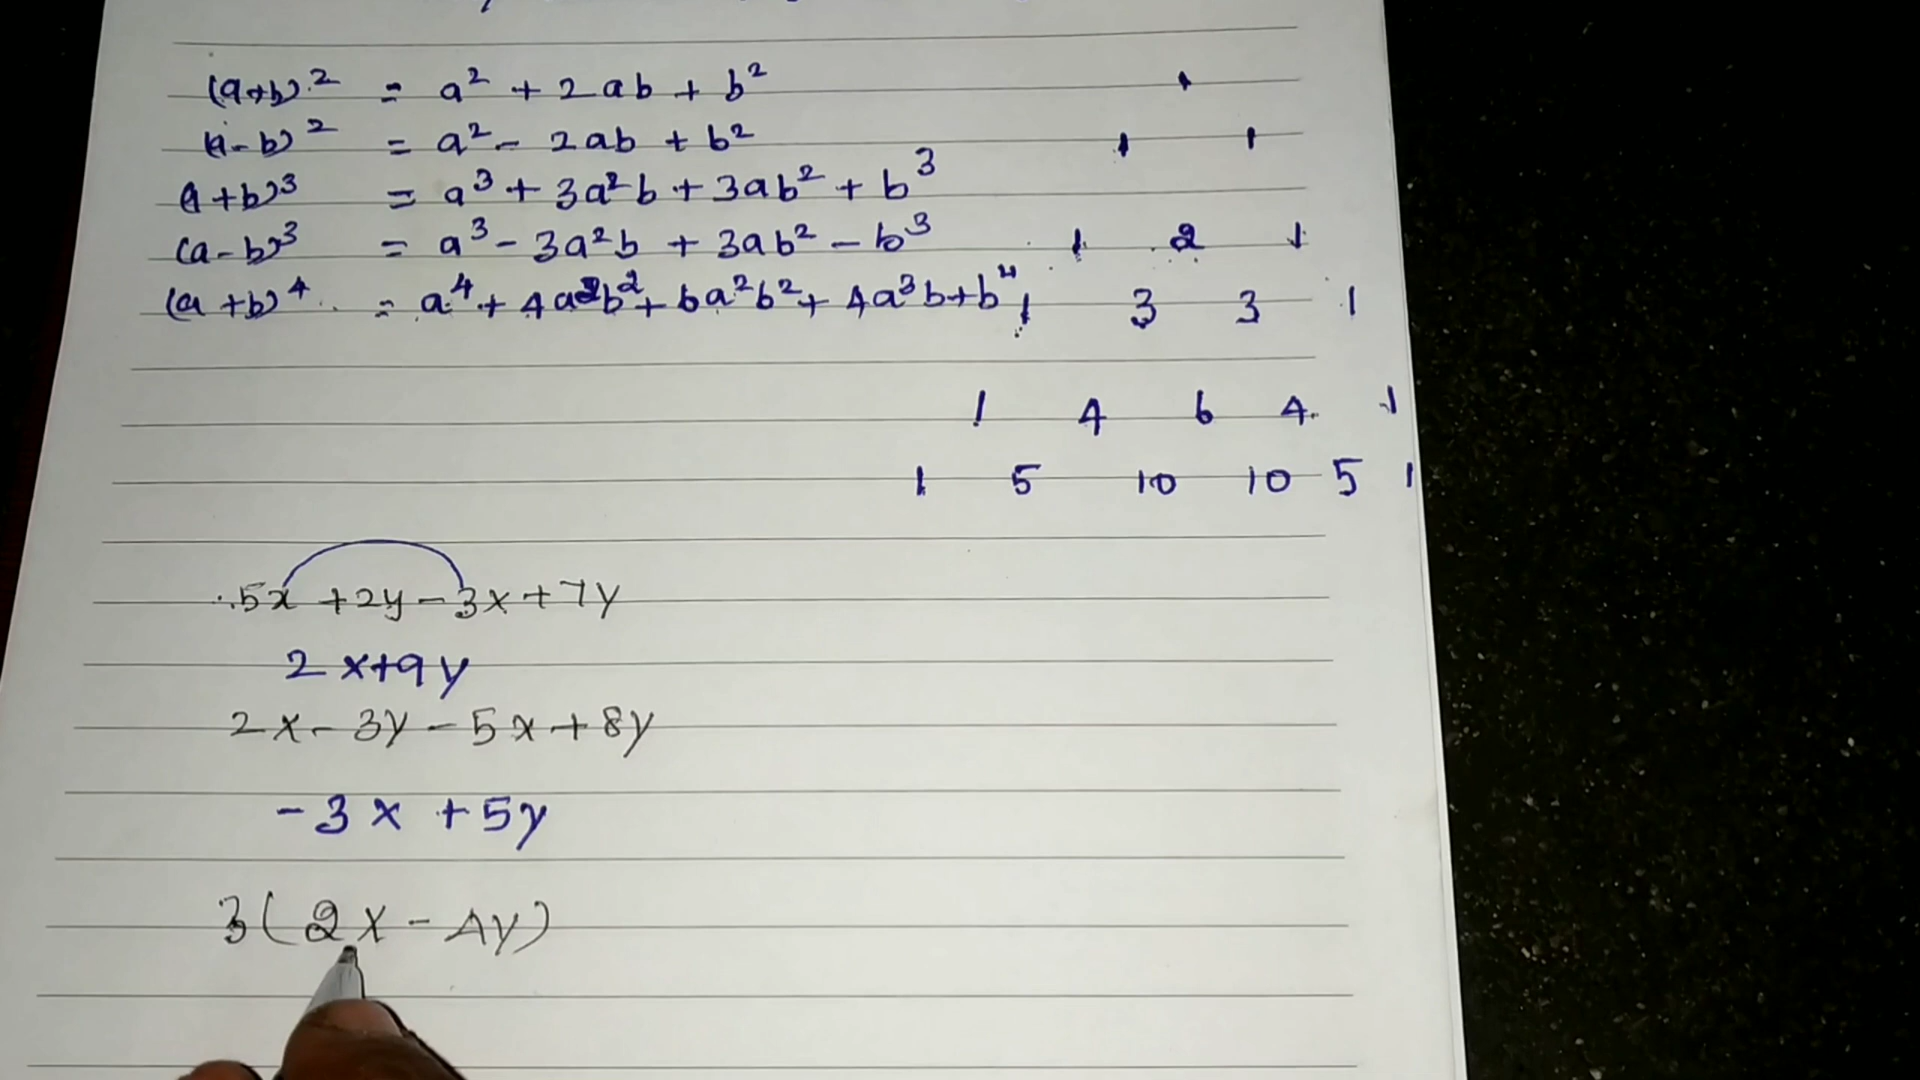 (a+b)² = a² + 2ab + b²
(a-b)² = a² - 2ab + b²
(a+b)³ = a³ + 3a²b + 3ab² + b³
(a-b)³ = a³ - 3a²b + 3ab² - b³
(a+b)⁴ = a⁴ + 4a³b² + 6a²b² + 4a³b + b⁴
1
1 1
1 2 1
1 3 3 1
1 4 6 4 1
1 5 10 10 5 1
5x + 2y - 3x + 7y
2x + 9y
2x - 3y - 5x + 8y
-3x + 5y
3(2x - 4y)